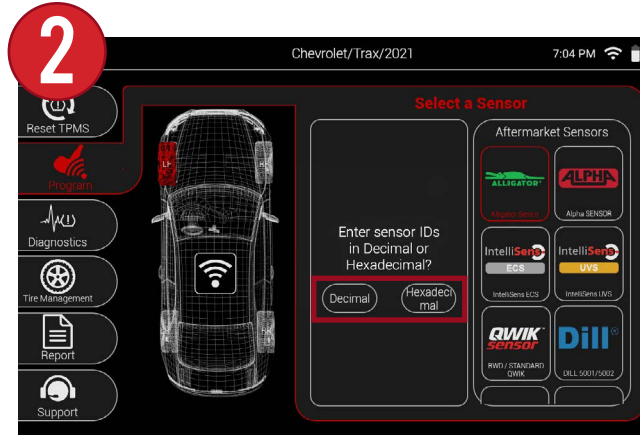 2
Chevrolet/Trax/2021
7:04 PM
Reset TPMS
Program
Diagnostics
Tire Management
Report
Support
LF
Select a Sensor
Enter sensor IDs
in Decimal or
Hexadecimal?
Decimal
Hexadeci
mal
Aftermarket Sensors
ALLIGATOR
ALPHA
Alpha SENSOR
IntelliSens
ECS
IntelliSens ECS
IntelliSens
UVS
IntelliSens UVS
QWIK
sensor
RWD / STANDARD
QWIK
Dill®
DILL 5001/5002